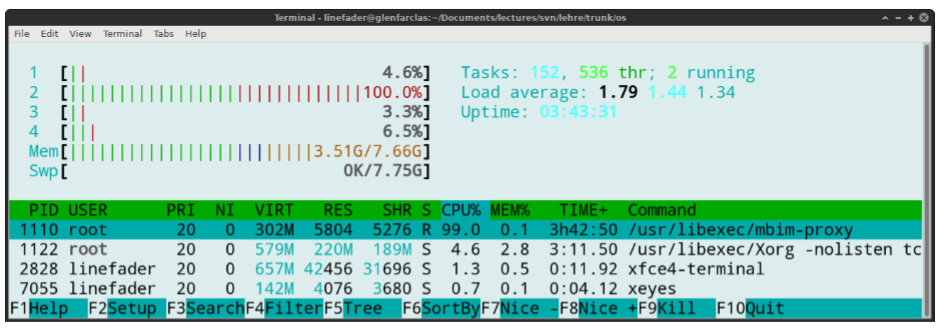 Terminal - linefader@glenfarclas:~/Documents/lectures/svn/lehre/trunk/os
File Edit View Terminal Tabs Help
1 [|| 4.6%] Tasks: 152, 536 thr; 2 running
2 [||||||||||||||||||||||||||||||||100.0%] Load average: 1.79 1.44 1.34
3 [|| 3.3%] Uptime: 03:43:31
4 [||| 6.5%]
Mem[||||||||||||||||||||||||||3.51G/7.66G]
Swp[ 0K/7.75G]
PID USER PRI NI VIRT RES SHR S CPU% MEM% TIME+ Command
1110 root 20 0 302M 5804 5276 R 99.0 0.1 3h42:50 /usr/libexec/mbim-proxy
1122 root 20 0 579M 220M 189M S 4.6 2.8 3:11.50 /usr/libexec/Xorg -nolisten tc
2828 linefader 20 0 657M 42456 31696 S 1.3 0.5 0:11.92 xfce4-terminal
7055 linefader 20 0 142M 4076 3680 S 0.7 0.1 0:04.12 xeyes
F1Help F2Setup F3SearchF4FilterF5Tree F6SortByF7Nice -F8Nice +F9Kill F10Quit